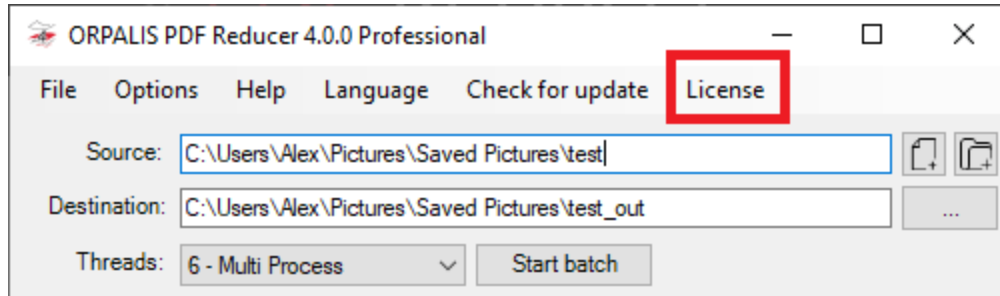 ORPALIS PDF Reducer 4.0.0 Professional
File Options Help Language Check for update License
Source: C:\Users\Alex\Pictures\Saved Pictures\test
Destination: C:\Users\Alex\Pictures\Saved Pictures\test_out ...
Threads: 6 - Multi Process Start batch